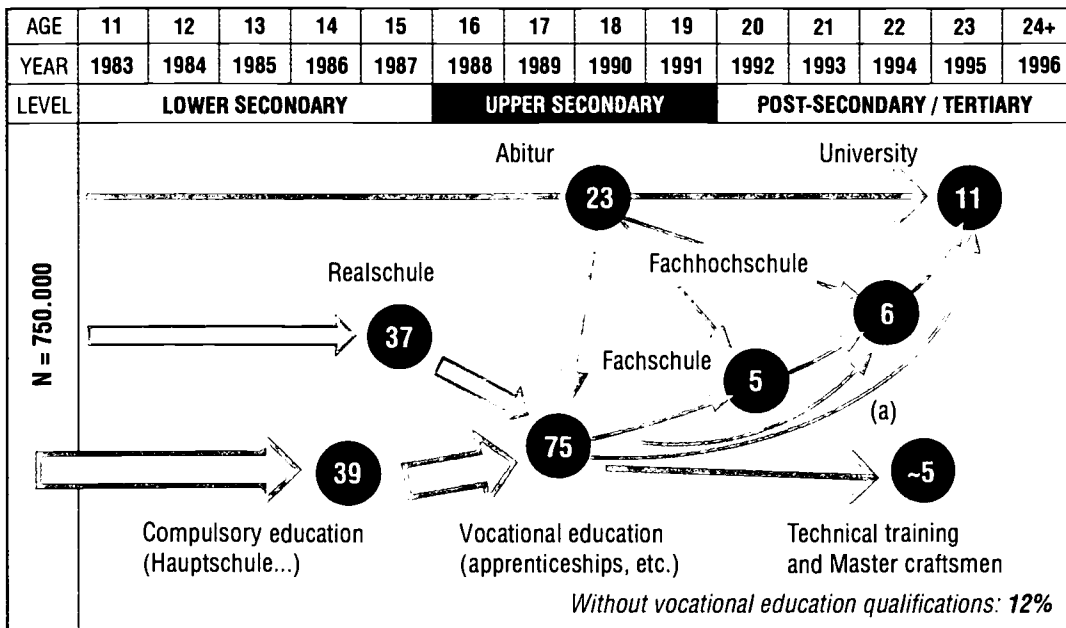 AGE 11 12 13 14 15 16 17 18 19 20 21 22 23 24+
YEAR 1983 1984 1985 1986 1987 1988 1989 1990 1991 1992 1993 1994 1995 1996
LEVEL LOWER SECONOARY UPPER SECONDARY POST-SECONDARY / TERTIARY
N = 750.000
Abitur
University
23
11
Realschule
Fachhochschule
37
6
Fachschule
5
(a)
75
39
~5
Compulsory education
(Hauptschule...)
Vocational education
(apprenticeships, etc.)
Technical training
and Master craftsmen
Without vocational education qualifications: 12%